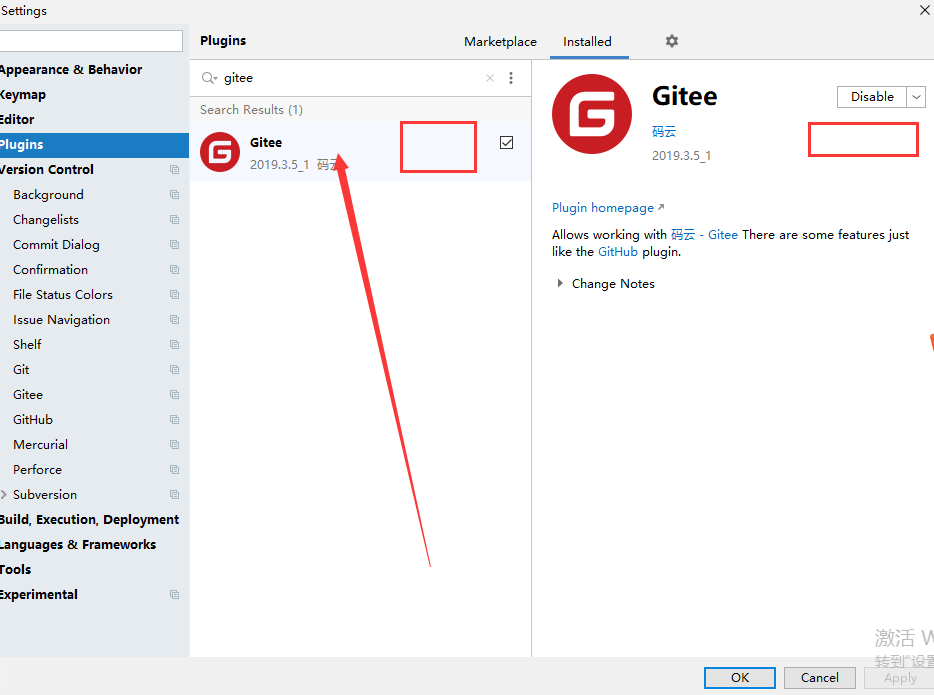 Settings
Plugins
Marketplace
Installed
Appearance & Behavior
Keymap
Editor
Plugins
Version Control
Background
Changelists
Commit Dialog
Confirmation
File Status Colors
Issue Navigation
Shelf
Git
Gitee
GitHub
Mercurial
Perforce
Subversion
Build, Execution, Deployment
Languages & Frameworks
Tools
Experimental
gitee
Search Results (1)
Gitee
2019.3.5_1 码云
Gitee
Disable
码云
2019.3.5_1
Plugin homepage
Allows working with 码云 - Gitee There are some features just
like the GitHub plugin.
Change Notes
激活 W
转到"设置
OK
Cancel
Apply